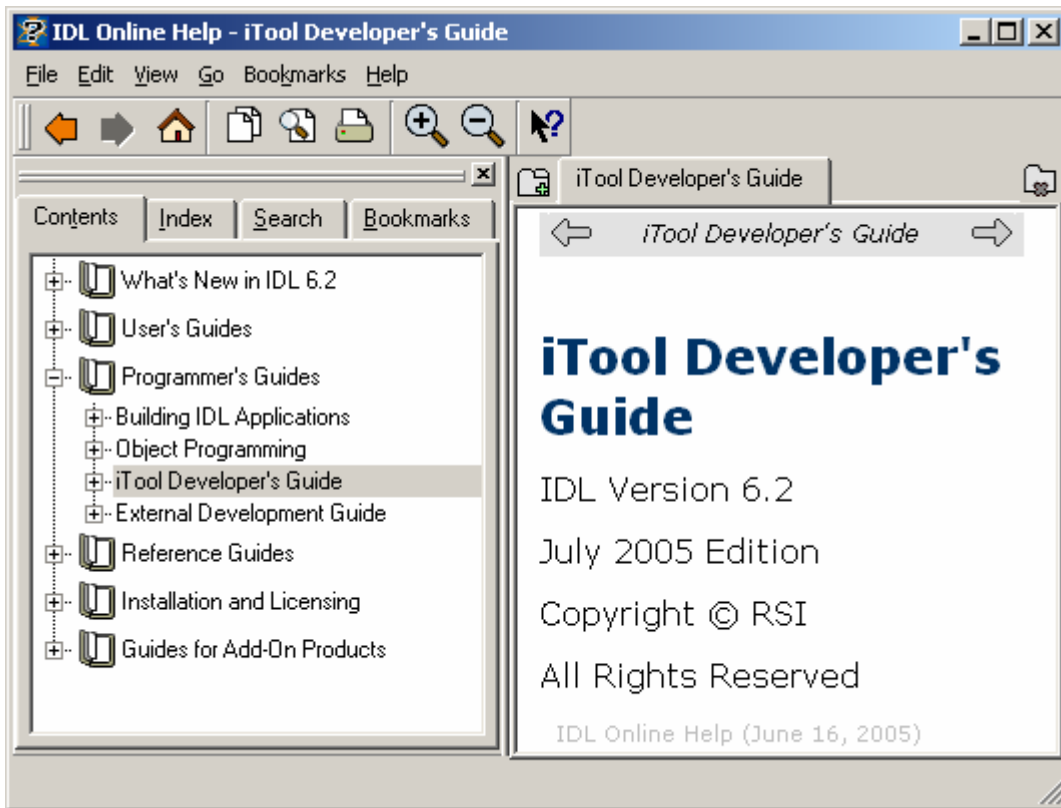 IDL Online Help - iTool Developer's Guide
File Edit View Go Bookmarks Help
Contents Index Search Bookmarks
What's New in IDL 6.2
User's Guides
Programmer's Guides
Building IDL Applications
Object Programming
iTool Developer's Guide
External Development Guide
Reference Guides
Installation and Licensing
Guides for Add-On Products
iTool Developer's Guide
iTool Developer's Guide
iTool Developer's
Guide
IDL Version 6.2
July 2005 Edition
Copyright © RSI
All Rights Reserved
IDL Online Help (June 16, 2005)